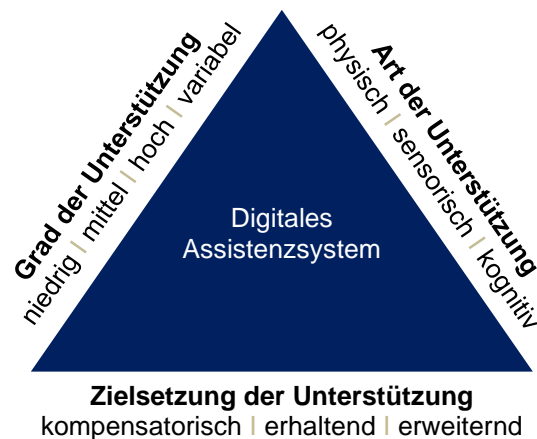 Grad der Unterstützung
niedrig | mittel | hoch | variabel
Art der Unterstützung
physisch | sensorisch | kognitiv
Digitales
Assistenzsystem
Zielsetzung der Unterstützung
kompensatorisch | erhaltend | erweiternd